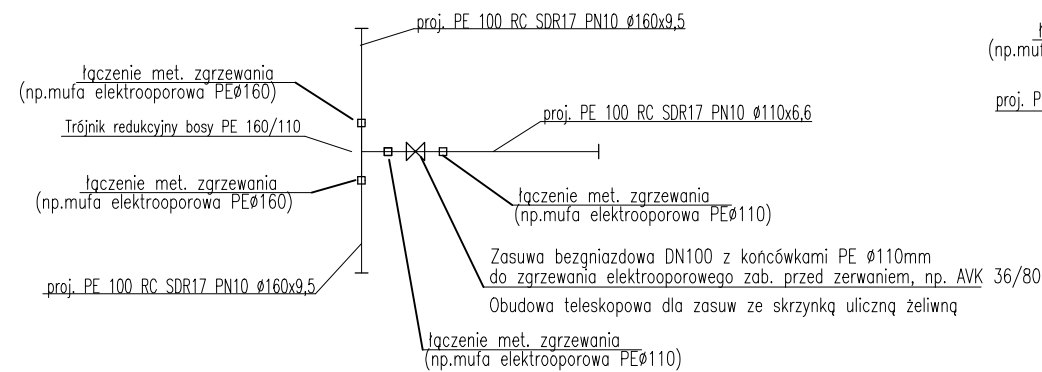 proj. PE 100 RC SDR17 PN10 ø160x9,5
łączenie met. zgrzewania
(np.mufa elektrooporowa PEø160)
Trójnik redukcyjny bosy PE 160/110
proj. PE 100 RC SDR17 PN10 ø110x6,6
łączenie met. zgrzewania
(np.mufa elektrooporowa PEø160)
łączenie met. zgrzewania
(np.mufa elektrooporowa PEø110)
Zasuwa bezgniazdowa DN100 z końcówkami PE ø110mm
do zgrzewania elektrooporowego zab. przed zerwaniem, np. AVK 36/80
Obudowa teleskopowa dla zasuw ze skrzynką uliczną żeliwną
proj. PE 100 RC SDR17 PN10 ø160x9,5
łączenie met. zgrzewania
(np.mufa elektrooporowa PEø110)
proj. P